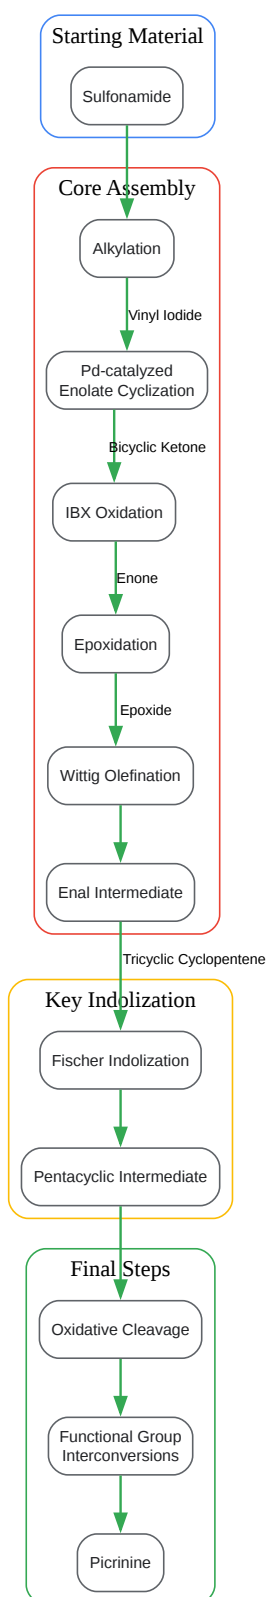 Starting Material
Sulfonamide
Core Assembly
Alkylation
Vinyl Iodide
Pd-catalyzed
Enolate Cyclization
Bicyclic Ketone
IBX Oxidation
Enone
Epoxidation
Epoxide
Wittig Olefination
Enal Intermediate
Tricyclic Cyclopentene
Key Indolization
Fischer Indolization
Pentacyclic Intermediate
Final Steps
Oxidative Cleavage
Functional Group
Interconversions
Picrinine